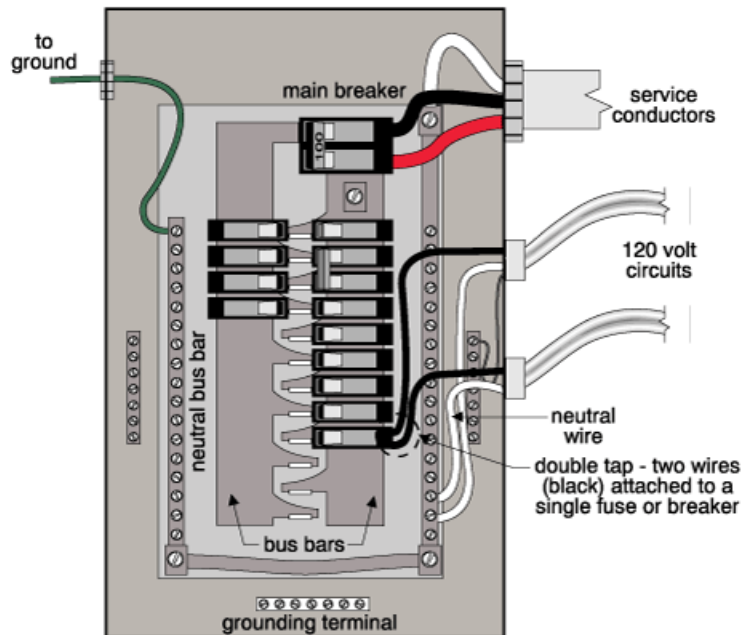 to
ground
main breaker
service
conductors
100
120 volt
circuits
neutral bus bar
neutral
wire
double tap - two wires
(black) attached to a
single fuse or breaker
bus bars
grounding terminal